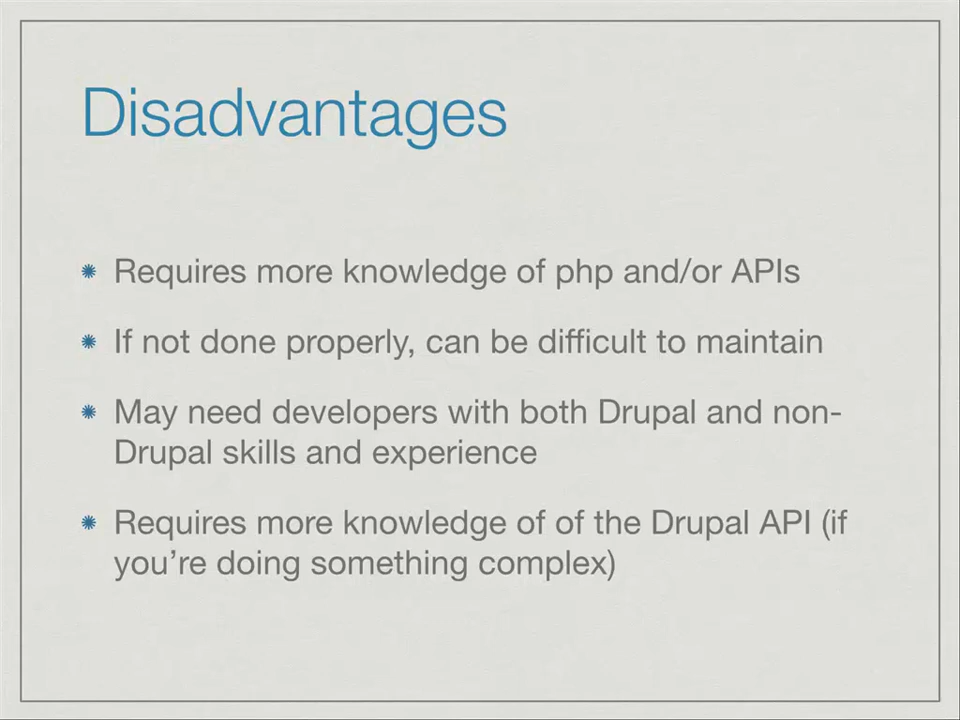 Disadvantages
Requires more knowledge of php and/or APIs
If not done properly, can be difficult to maintain
May need developers with both Drupal and non-
Drupal skills and experience
Requires more knowledge of of the Drupal API (if
you’re doing something complex)